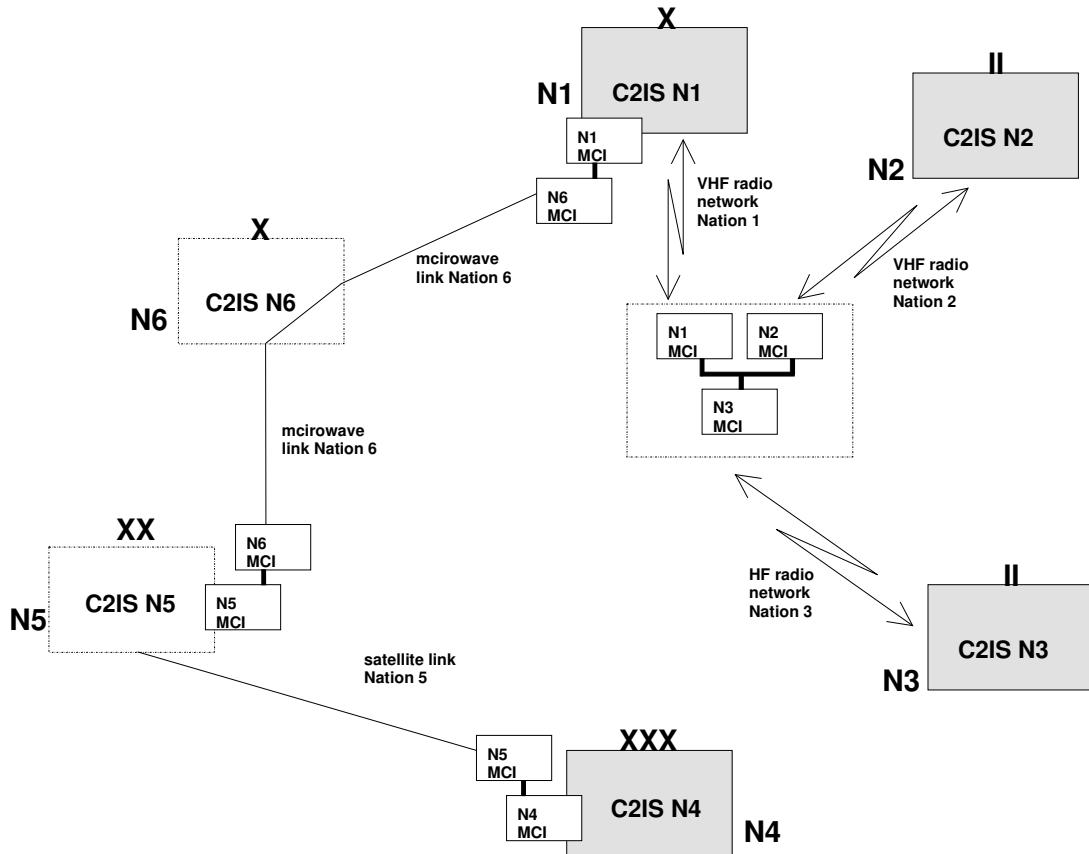 X
C2IS N1
N1
N1
MCI
N6
MCI
II
C2IS N2
N2
VHF radio
network
Nation 1
VHF radio
network
Nation 2
X
C2IS N6
N6
mcirowave
link Nation 6
N1
MCI
N2
MCI
N3
MCI
mcirowave
link Nation 6
XX
C2IS N5
N5
N6
MCI
N5
MCI
HF radio
network
Nation 3
II
C2IS N3
N3
satellite link
Nation 5
N5
MCI
N4
MCI
XXX
C2IS N4
N4